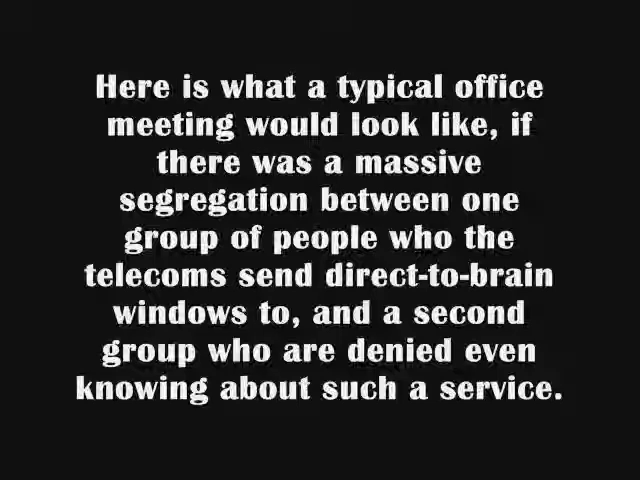 Here is what a typical office
meeting would look like, if
there was a massive
segregation between one
group of people who the
telecoms send direct-to-brain
windows to, and a second
group who are denied even
knowing about such a service.